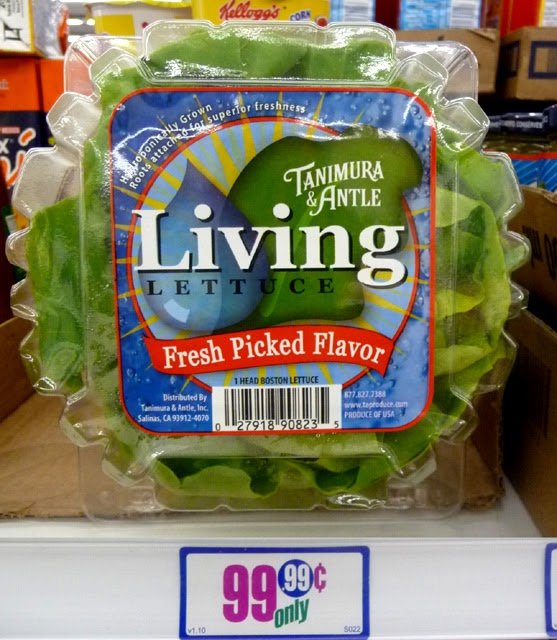 Kellogg's
CORN
Hydroponically Grown
Roots attached for superior freshness
TANIMURA
& ANTLE
Living
LETTUCE
Fresh Picked Flavor
1 HEAD BOSTON LETTUCE
Distributed By
Tanimura & Antle, Inc.
Salinas, CA 93912-4070
877.827.7388
www.taproduce.com
PRODUCE OF USA
0 27918 90823 5
99 .99¢
only
v1.10 S022